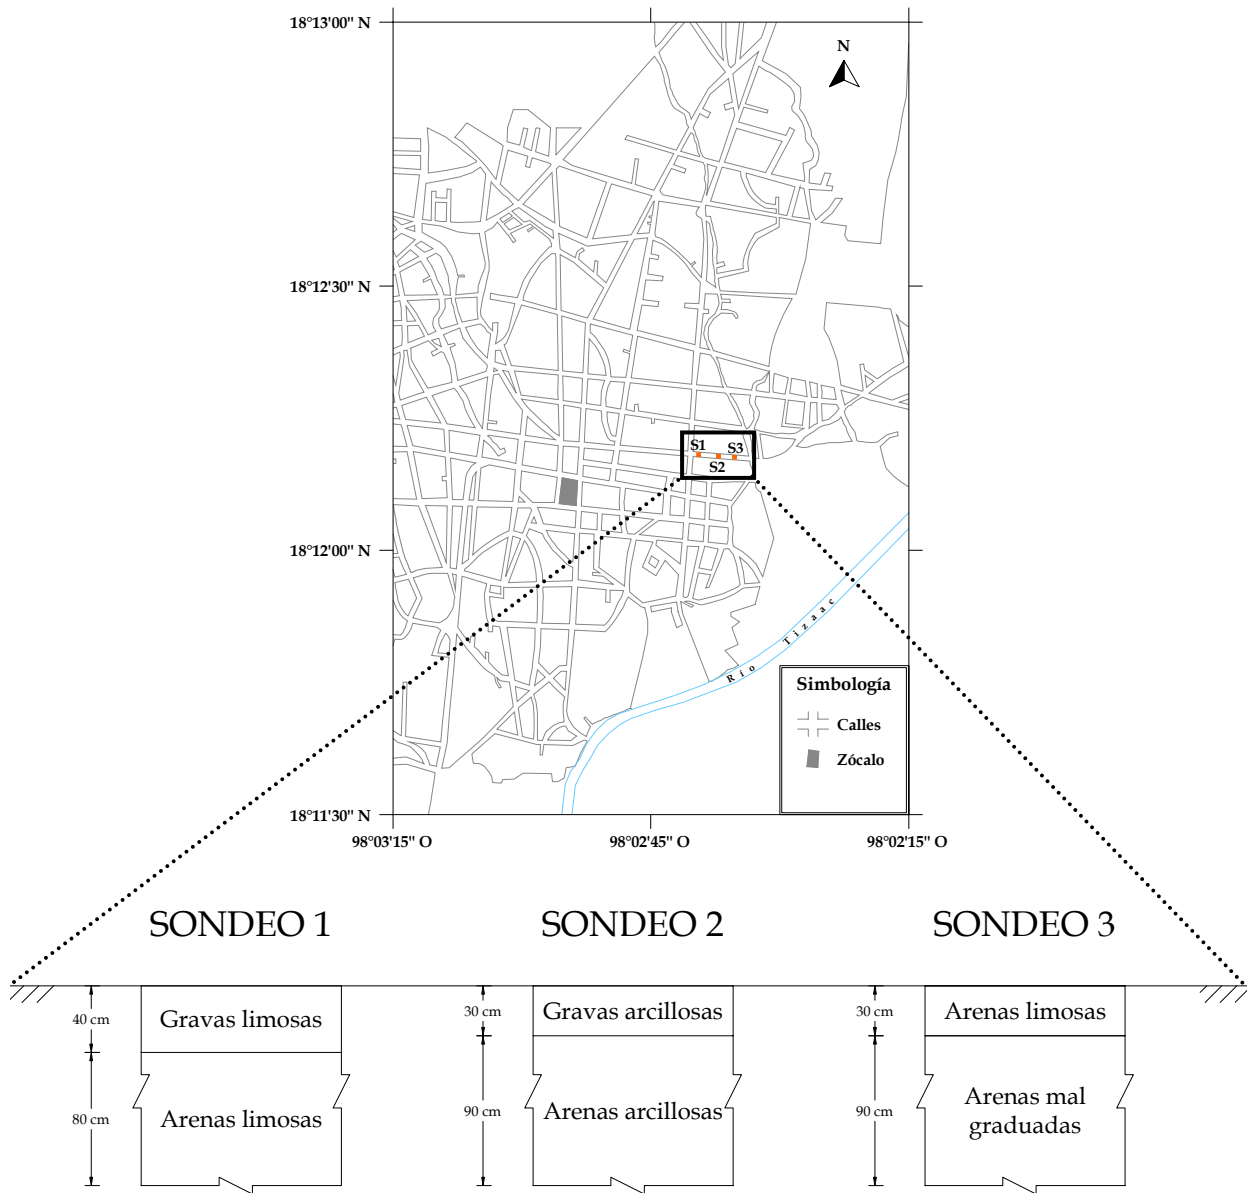 18°13'00" N
N
18°12'30" N
S1
S3
S2
18°12'00" N
Río Tizaac
Simbología
Calles
Zócalo
18°11'30" N
98°03'15" O
98°02'45" O
98°02'15" O
SONDEO 1
SONDEO 2
SONDEO 3
40 cm
Gravas limosas
80 cm
Arenas limosas
30 cm
Gravas arcillosas
90 cm
Arenas arcillosas
30 cm
Arenas limosas
90 cm
Arenas mal
graduadas